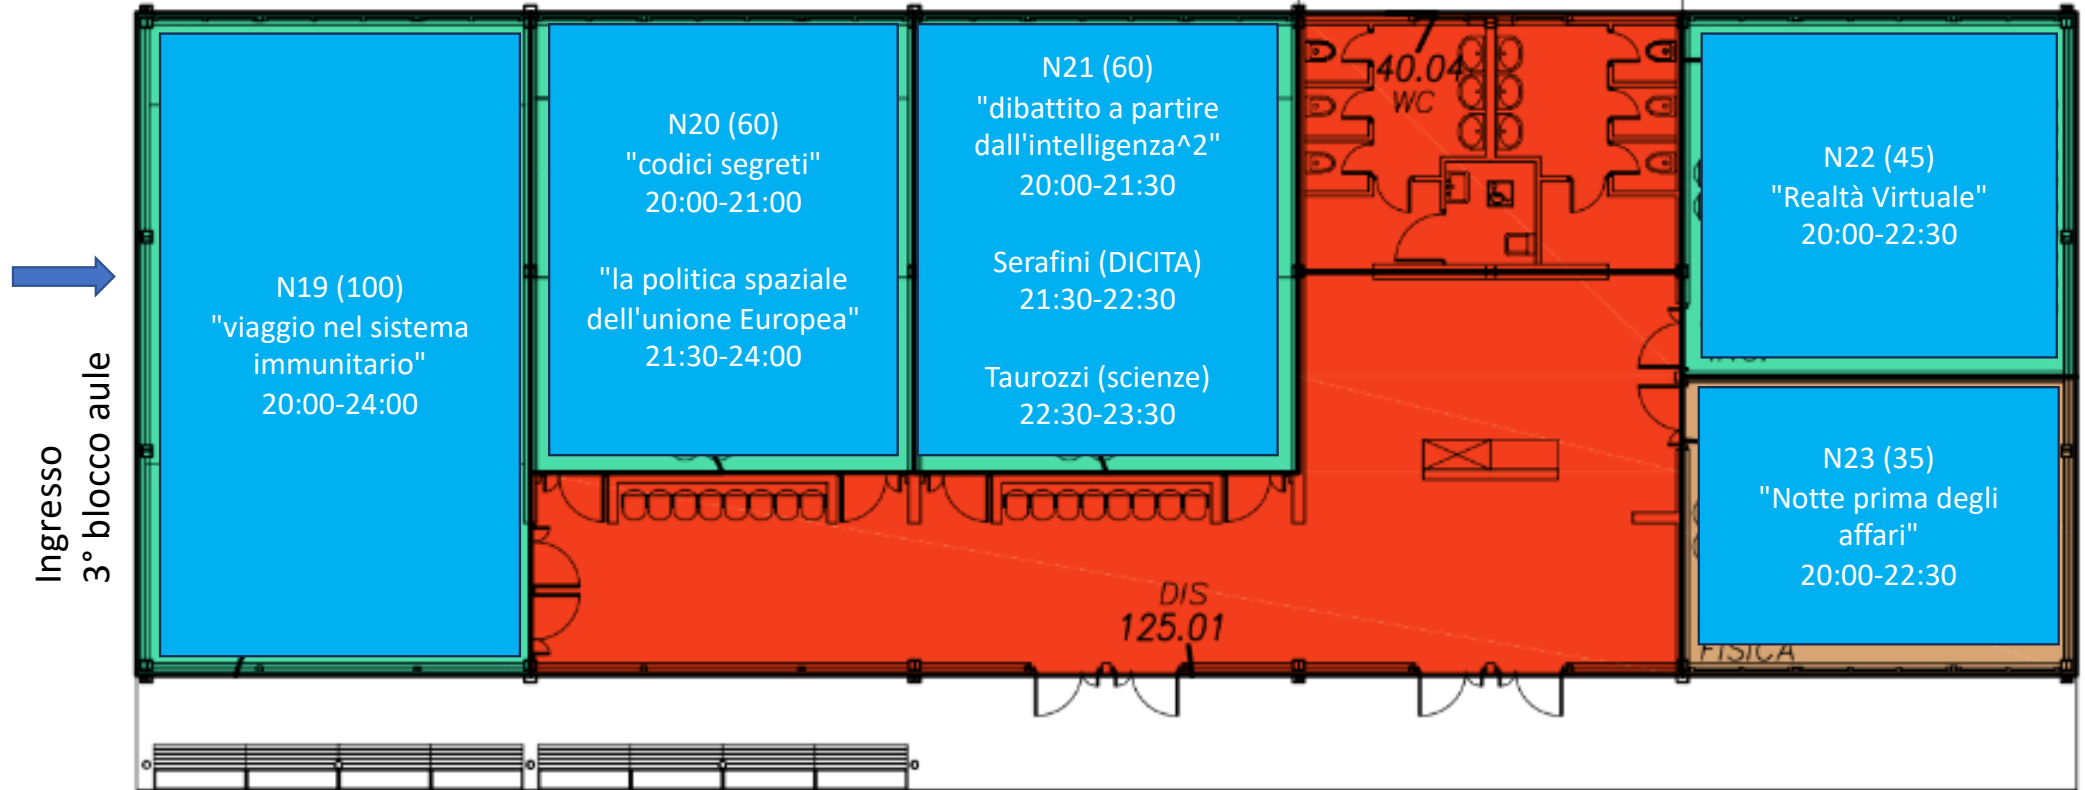 Ingresso
3° blocco aule
N19 (100)
"viaggio nel sistema
immunitario"
20:00-24:00
N20 (60)
"codici segreti"
20:00-21:00
"la politica spaziale
dell'unione Europea"
21:30-24:00
N21 (60)
"dibattito a partire
dall'intelligenza^2"
20:00-21:30
Serafini (DICITA)
21:30-22:30
Taurozzi (scienze)
22:30-23:30
40.04
WC
DIS
125.01
N22 (45)
"Realtà Virtuale"
20:00-22:30
N23 (35)
"Notte prima degli
affari"
20:00-22:30
FISICA